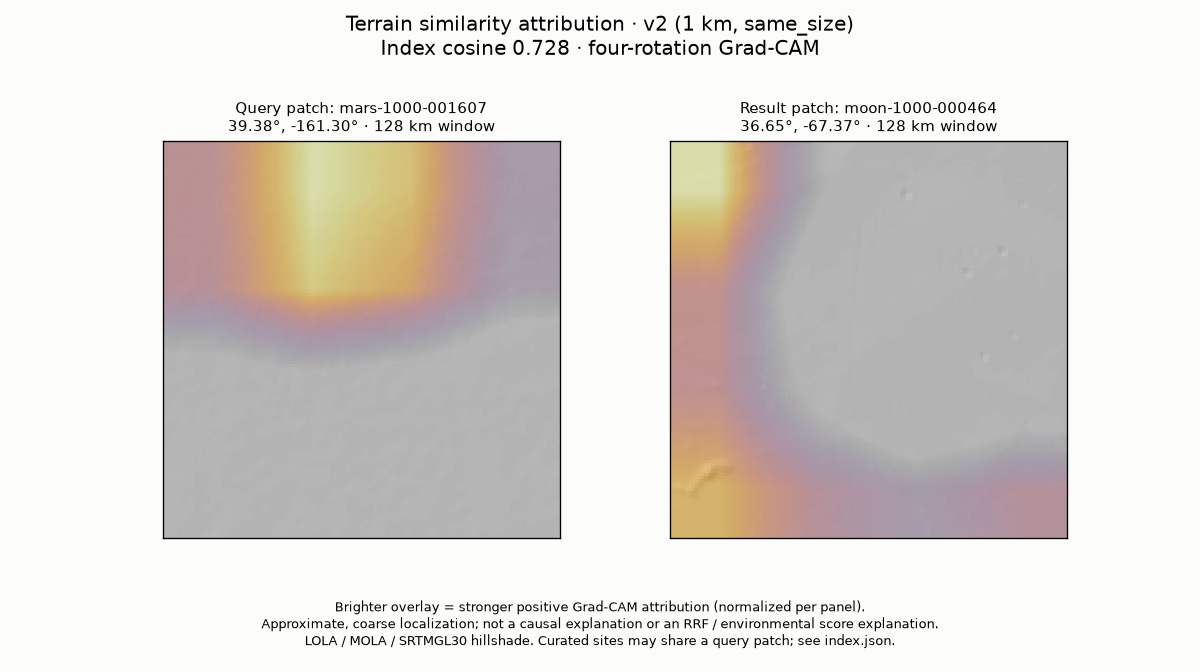 Terrain similarity attribution · v2 (1 km, same_size)
Index cosine 0.728 · four-rotation Grad-CAM
Query patch: mars-1000-001607
39.38°, -161.30° · 128 km window
Result patch: moon-1000-000464
36.65°, -67.37° · 128 km window
Brighter overlay = stronger positive Grad-CAM attribution (normalized per panel).
Approximate, coarse localization; not a causal explanation or an RRF / environmental score explanation.
LOLA / MOLA / SRTMGL30 hillshade. Curated sites may share a query patch; see index.json.